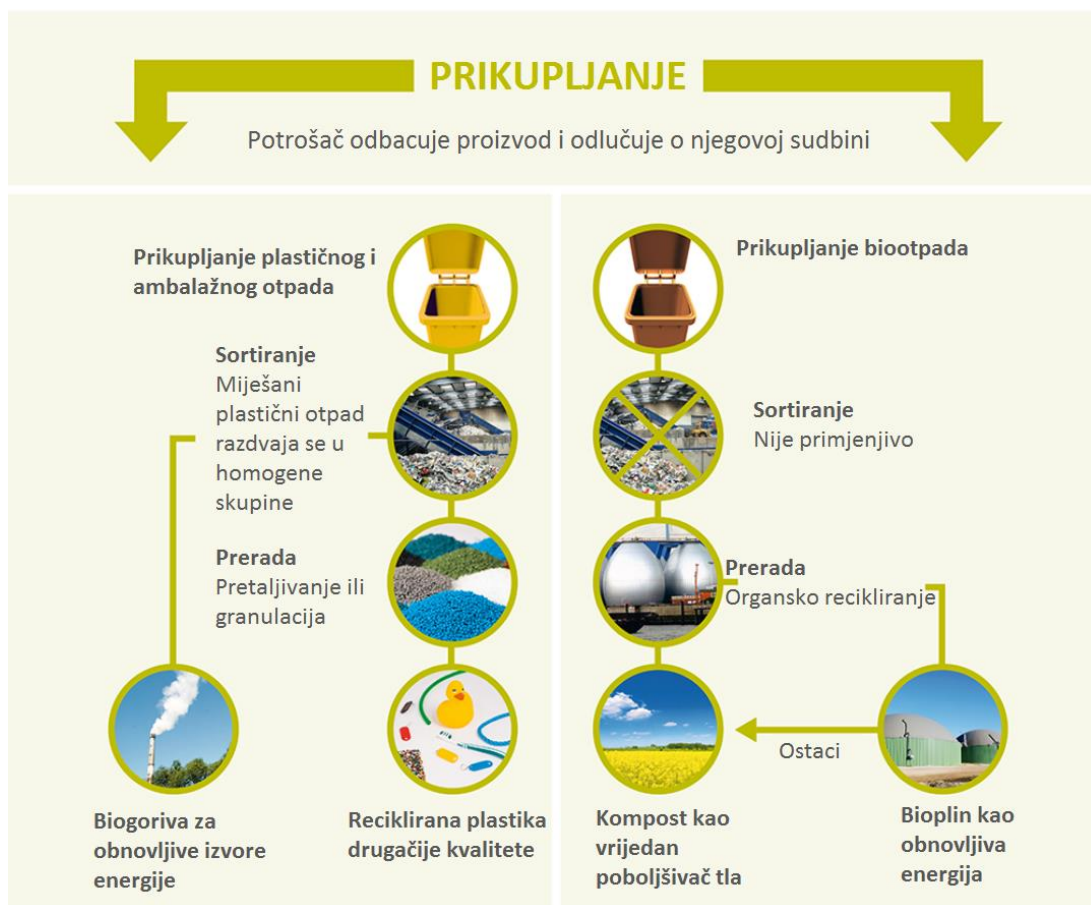 PRIKUPLJANJE
Potrošač odbacuje proizvod i odlučuje o njegovoj sudbini
Prikupljanje plastičnog i
ambalažnog otpada
Sortiranje
Miješani
plastični otpad
razdvaja se u
homogene
skupine
Prerada
Pretaljivanje ili
granulacija
Biogoriva za
obnovljive izvore
energije
Reciklirana plastika
drugačije kvalitete
Prikupljanje biootpada
Sortiranje
Nije primjenjivo
Prerada
Organsko recikliranje
Ostaci
Kompost kao
vrijedan
poboljšivač tla
Bioplin kao
obnovljiva
energija